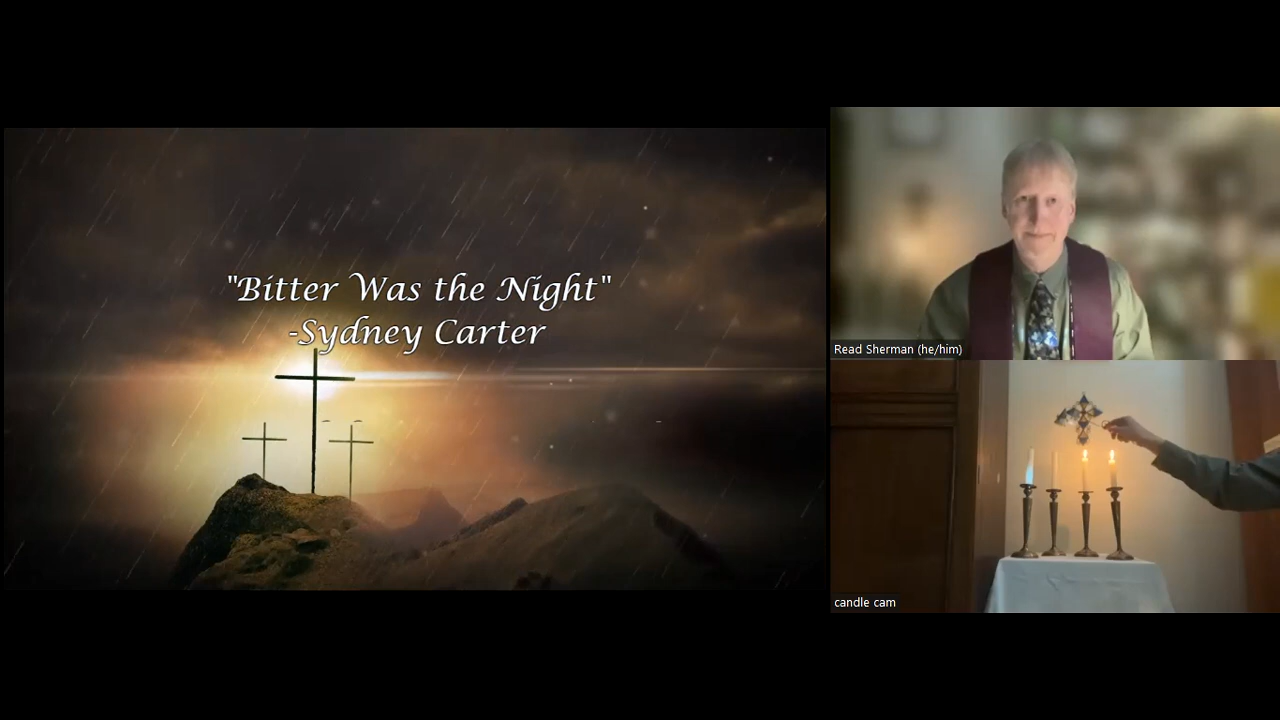 "Bitter Was the Night"
-Sydney Carter
Read Sherman (he/him)
candle cam